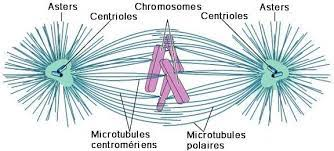 Asters
Centrioles
Chromosomes
Centrioles
Asters
Microtubules
centromériens
Microtubules
polaires